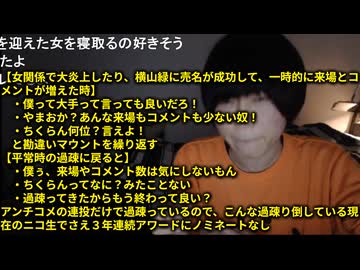 を迎えた女を寝取るの好きそう
たよ
【女関係で大炎上したり、横山緑に売名が成功して、一時的に来場とコ
メントが増えた時】
・僕って大手って言っても良いだろ！
・やまおか？あんな来場もコメントも少ない奴！
・ちくらん何位？言えよ！
と勘違いマウントを繰り返す
【平常時の過疎に戻ると】
・僕ぅ、来場やコメント数は気にしないもん
・ちくらんってなに？みたことない
・過疎ってきたからもう終わって良い？
アンチコメの連投だけで過疎っているので、こんな過疎り倒している現
在のニコ生でさえ３年連続アワードにノミネートなし